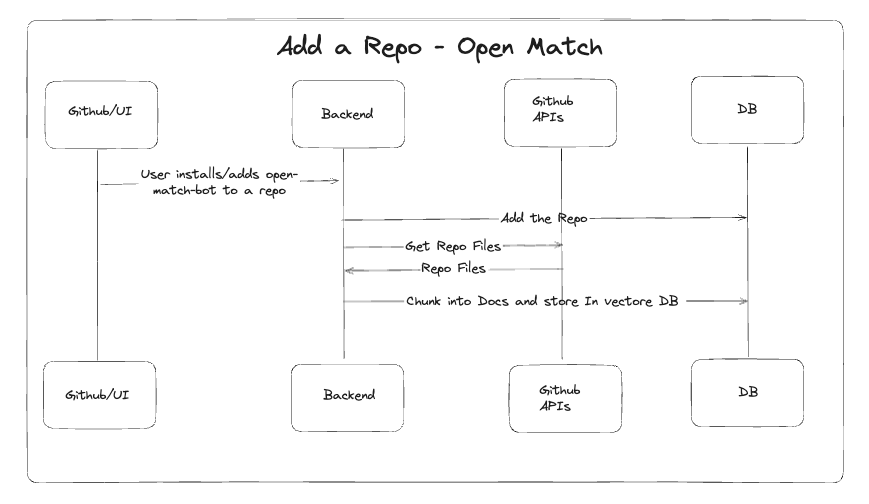 Add a Repo - Open Match
Github/UI
Backend
Github
APIs
DB
User installs/adds open-
match-bot to a repo
Add the Repo
Get Repo Files
Repo Files
Chunk into Docs and store In vectore DB
Github/UI
Backend
Github
APIs
DB